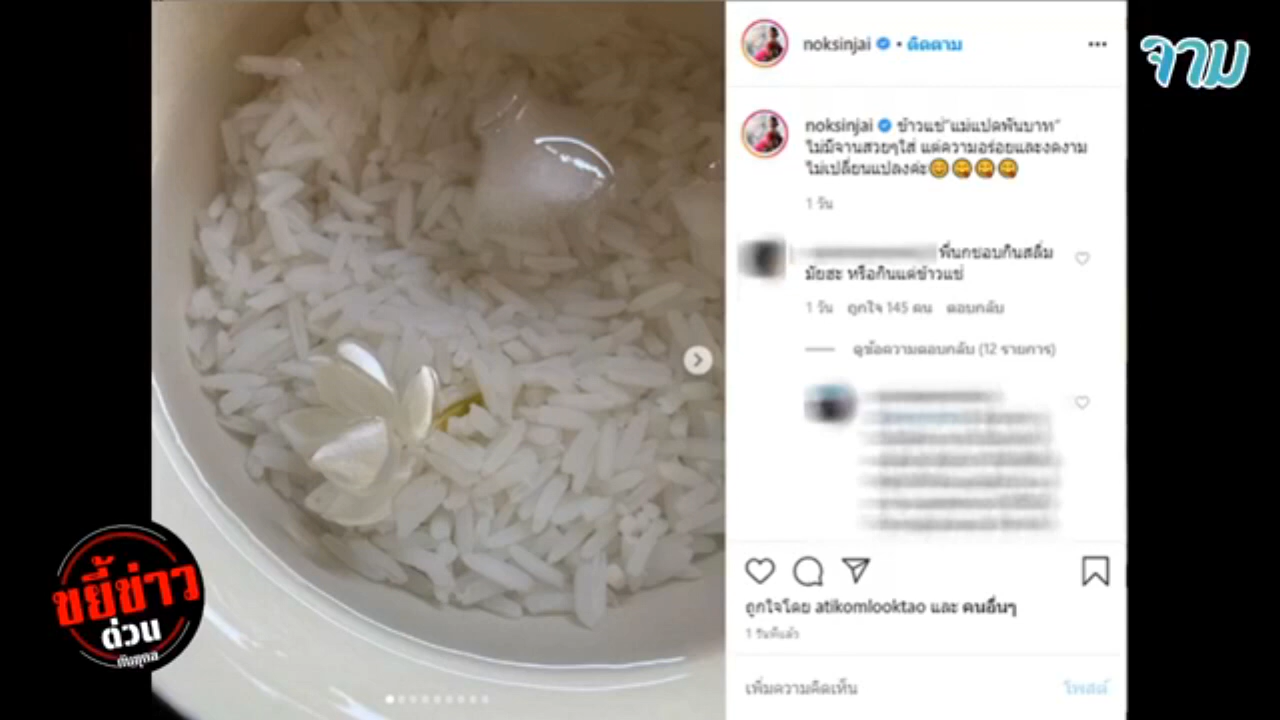 noksinjai • ติดตาม
จาม
noksinjai ข้าวแช่"แม่แปดพันบาท"
ไม่มีจานสวยๆใส่ แต่ความอร่อยและงดงาม
ไม่เปลี่ยนแปลงค่ะ😊😋😋😋
1 วัน
พี่นกชอบกินสลิ่ม
มัยฮะ หรือกินแต่ข้าวแช่
1 วัน ถูกใจ 145 คน ตอบกลับ
ดูข้อความตอบกลับ (12 รายการ)
ถูกใจโดย atikomlooktao และ คนอื่นๆ
1 วันที่แล้ว
เพิ่มความคิดเห็น
โพสต์
ขยี้ข่าว
ด่วน